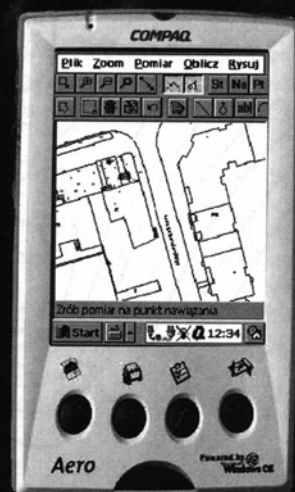 COMPAQ
Plik Zoom Pomiar Oblicz Rysuj
St Na Pt
ab|
Zrób pomiar na punkt nawiązania
Start 12:34
Aero
Powered by
Windows CE